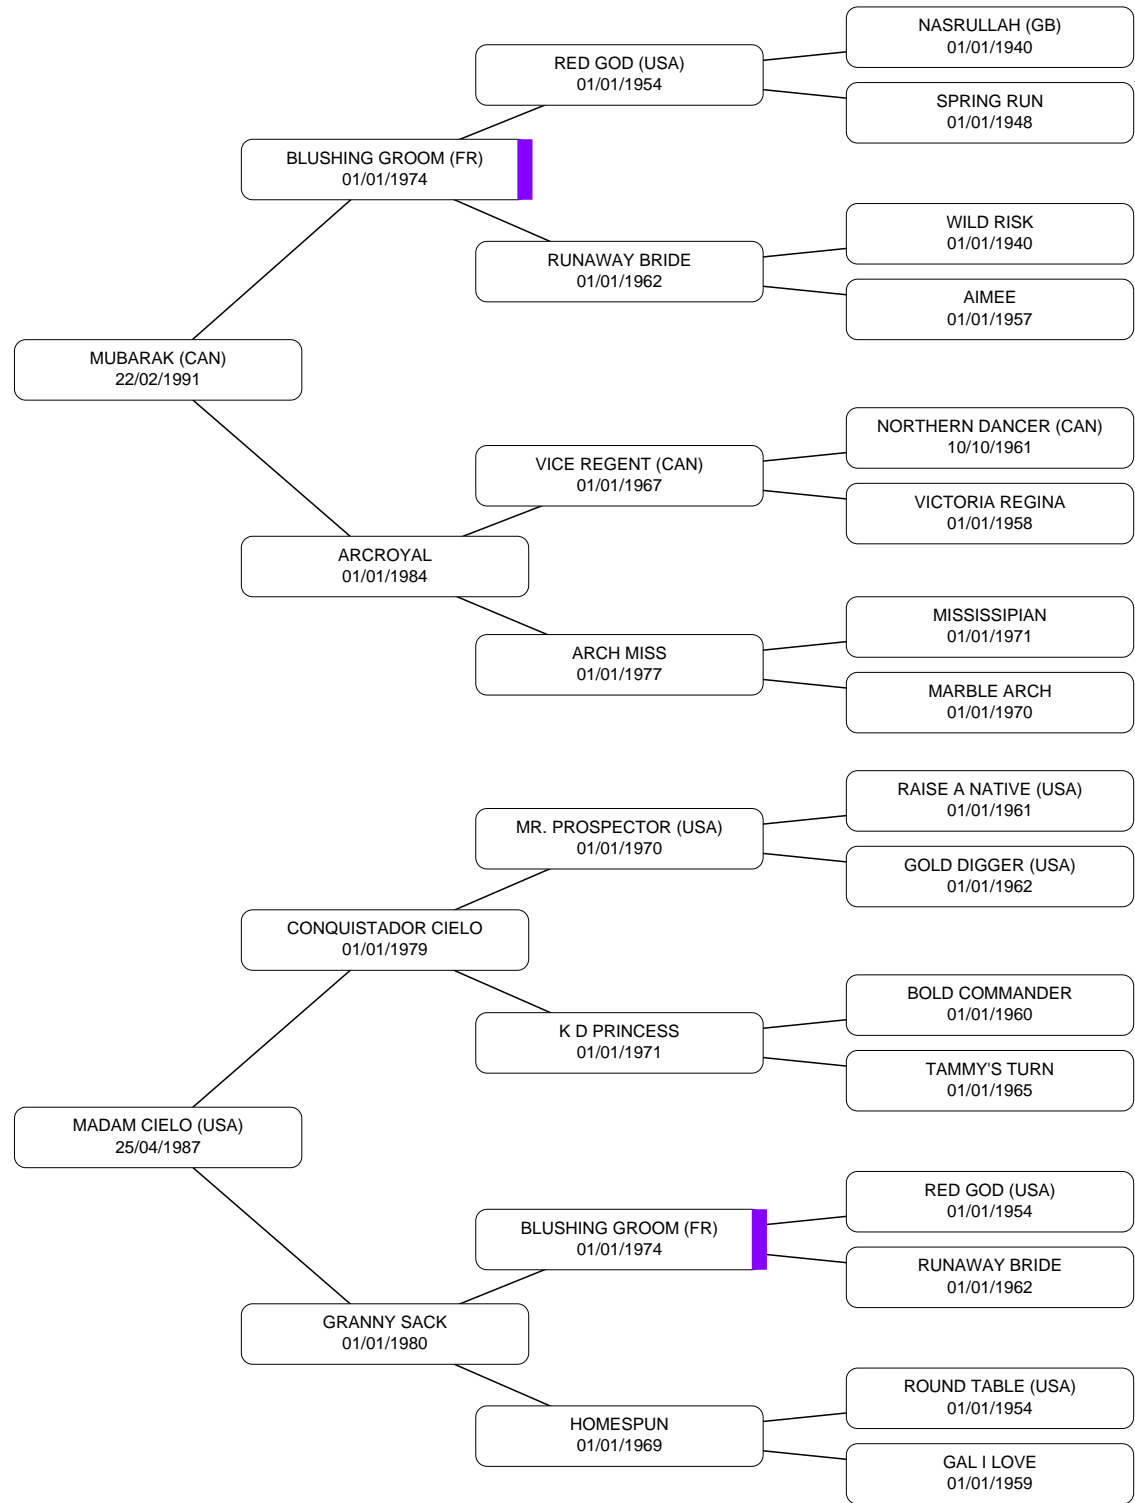 NASRULLAH (GB)
01/01/1940
RED GOD (USA)
01/01/1954
SPRING RUN
01/01/1948
BLUSHING GROOM (FR)
01/01/1974
WILD RISK
01/01/1940
RUNAWAY BRIDE
01/01/1962
AIMEE
01/01/1957
MUBARAK (CAN)
22/02/1991
NORTHERN DANCER (CAN)
10/10/1961
VICE REGENT (CAN)
01/01/1967
VICTORIA REGINA
01/01/1958
ARCROYAL
01/01/1984
MISSISSIPIAN
01/01/1971
ARCH MISS
01/01/1977
MARBLE ARCH
01/01/1970
RAISE A NATIVE (USA)
01/01/1961
MR. PROSPECTOR (USA)
01/01/1970
GOLD DIGGER (USA)
01/01/1962
CONQUISTADOR CIELO
01/01/1979
BOLD COMMANDER
01/01/1960
K D PRINCESS
01/01/1971
TAMMY'S TURN
01/01/1965
MADAM CIELO (USA)
25/04/1987
RED GOD (USA)
01/01/1954
BLUSHING GROOM (FR)
01/01/1974
RUNAWAY BRIDE
01/01/1962
GRANNY SACK
01/01/1980
ROUND TABLE (USA)
01/01/1954
HOMESPUN
01/01/1969
GAL I LOVE
01/01/1959